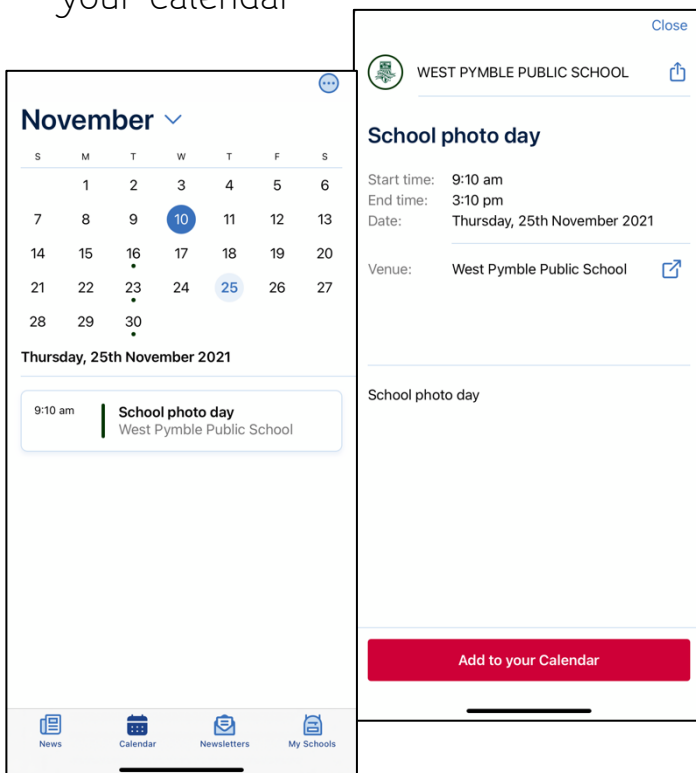 your calendar
November
S M T W T F S
1 2 3 4 5 6
7 8 9 10 11 12 13
14 15 16 17 18 19 20
21 22 23 24 25 26 27
28 29 30
Thursday, 25th November 2021
9:10 am School photo day
West Pymble Public School
News Calendar Newsletters My Schools
Close
WEST PYMBLE PUBLIC SCHOOL
School photo day
Start time: 9:10 am
End time: 3:10 pm
Date: Thursday, 25th November 2021
Venue: West Pymble Public School
School photo day
Add to your Calendar